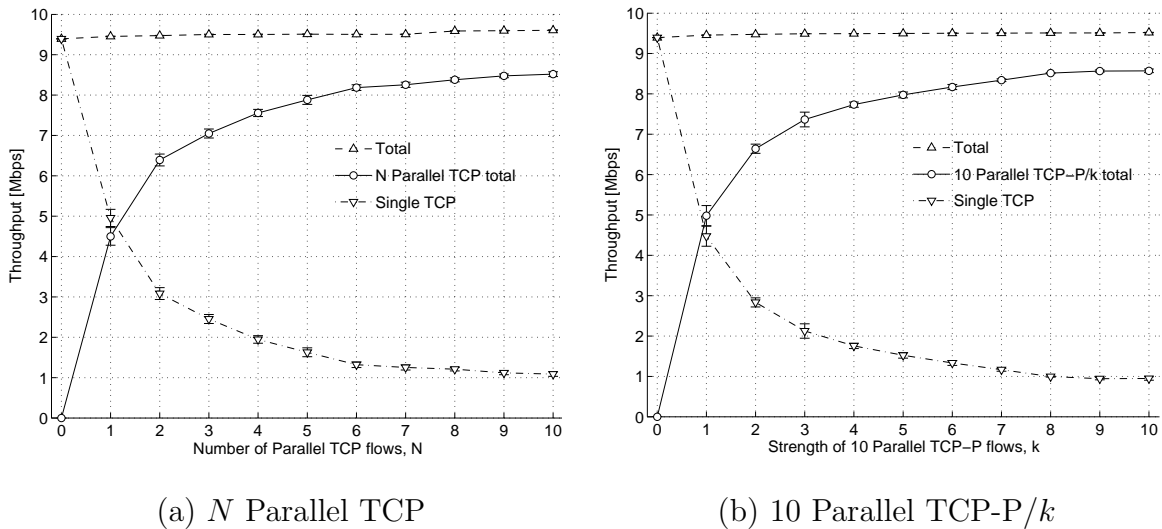 10
9
8
7
6
5
4
3
2
1
0
Throughput [Mbps]
Total
N Parallel TCP total
Single TCP
0 1 2 3 4 5 6 7 8 9 10
Number of Parallel TCP flows, N
(a) N Parallel TCP
10
9
8
7
6
5
4
3
2
1
0
Throughput [Mbps]
Total
10 Parallel TCP−P/k total
Single TCP
0 1 2 3 4 5 6 7 8 9 10
Strength of 10 Parallel TCP−P flows, k
(b) 10 Parallel TCP-P/k